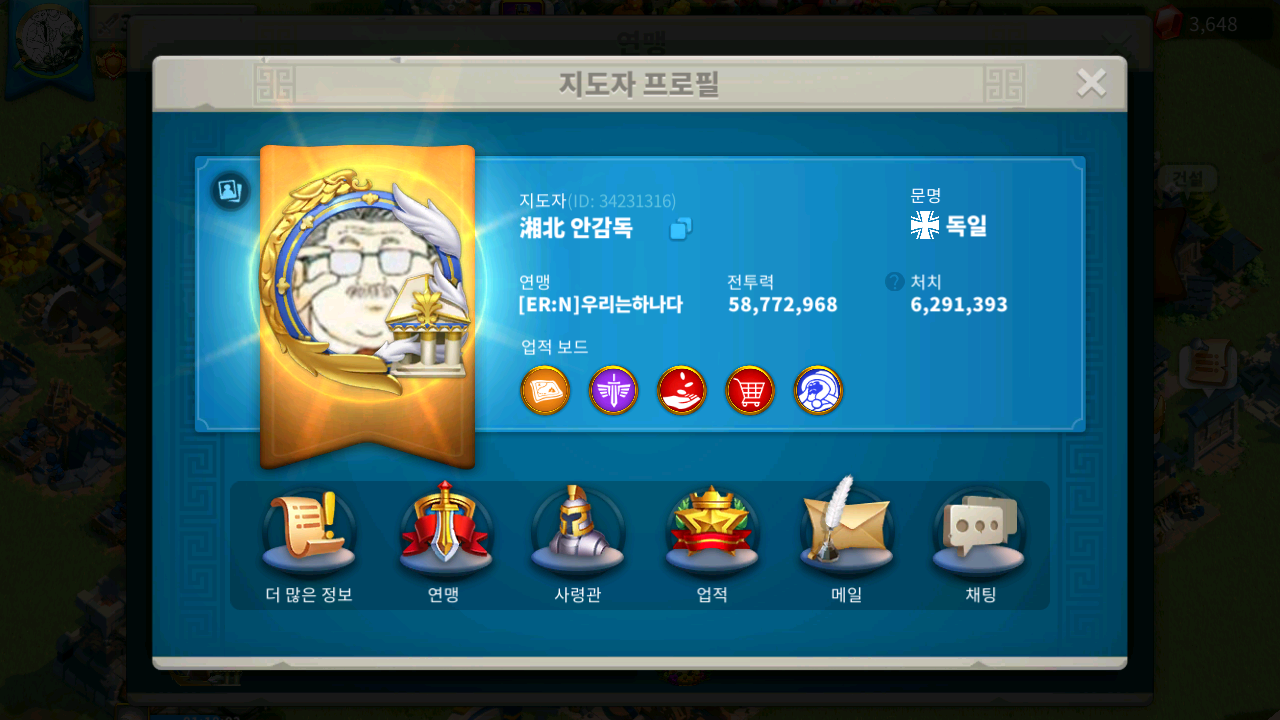 3,648
연맹
지도자 프로필
건설
지도자(ID: 34231316)
湘北 안감독
문명
독일
연맹
[ER:N]우리는하나다
전투력
58,772,968
? 처치
6,291,393
업적 보드
더 많은 정보
연맹
사령관
업적
메일
채팅